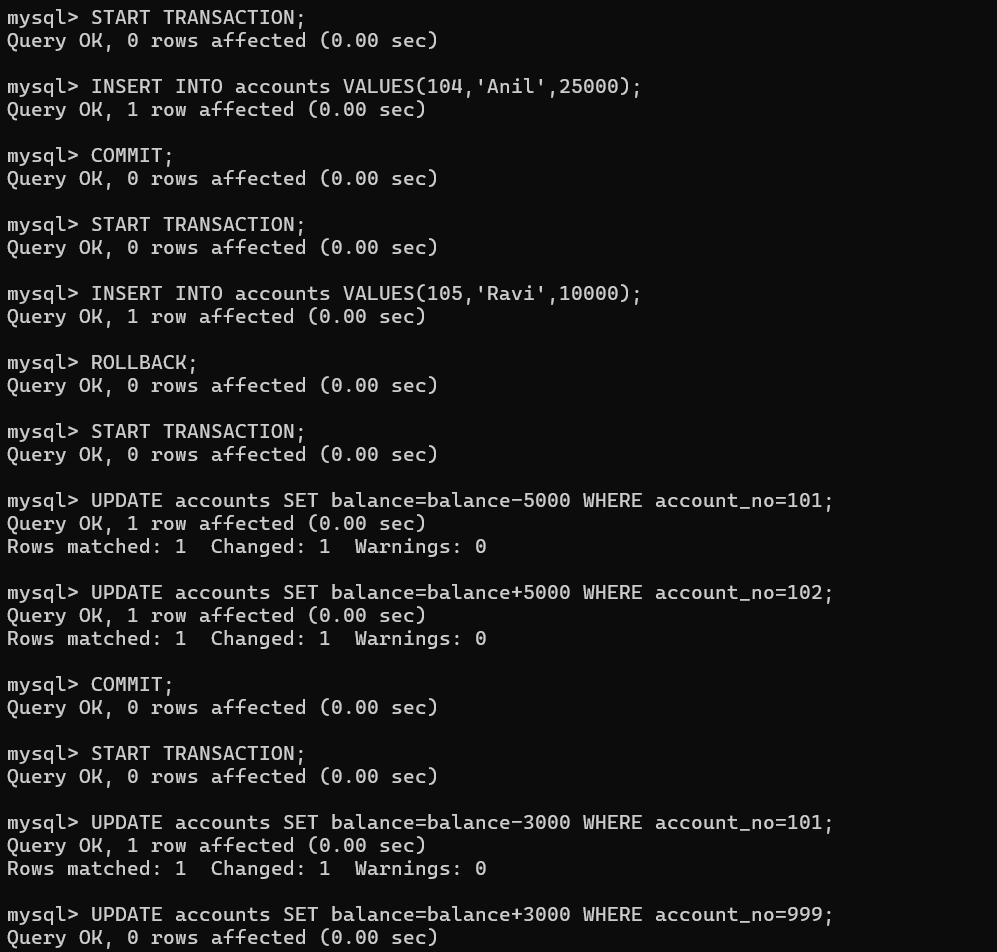 mysql> START TRANSACTION;
Query OK, 0 rows affected (0.00 sec)

mysql> INSERT INTO accounts VALUES(104,'Anil',25000);
Query OK, 1 row affected (0.00 sec)

mysql> COMMIT;
Query OK, 0 rows affected (0.00 sec)

mysql> START TRANSACTION;
Query OK, 0 rows affected (0.00 sec)

mysql> INSERT INTO accounts VALUES(105,'Ravi',10000);
Query OK, 1 row affected (0.00 sec)

mysql> ROLLBACK;
Query OK, 0 rows affected (0.00 sec)

mysql> START TRANSACTION;
Query OK, 0 rows affected (0.00 sec)

mysql> UPDATE accounts SET balance=balance-5000 WHERE account_no=101;
Query OK, 1 row affected (0.00 sec)
Rows matched: 1  Changed: 1  Warnings: 0

mysql> UPDATE accounts SET balance=balance+5000 WHERE account_no=102;
Query OK, 1 row affected (0.00 sec)
Rows matched: 1  Changed: 1  Warnings: 0

mysql> COMMIT;
Query OK, 0 rows affected (0.00 sec)

mysql> START TRANSACTION;
Query OK, 0 rows affected (0.00 sec)

mysql> UPDATE accounts SET balance=balance-3000 WHERE account_no=101;
Query OK, 1 row affected (0.00 sec)
Rows matched: 1  Changed: 1  Warnings: 0

mysql> UPDATE accounts SET balance=balance+3000 WHERE account_no=999;
Query OK, 0 rows affected (0.00 sec)